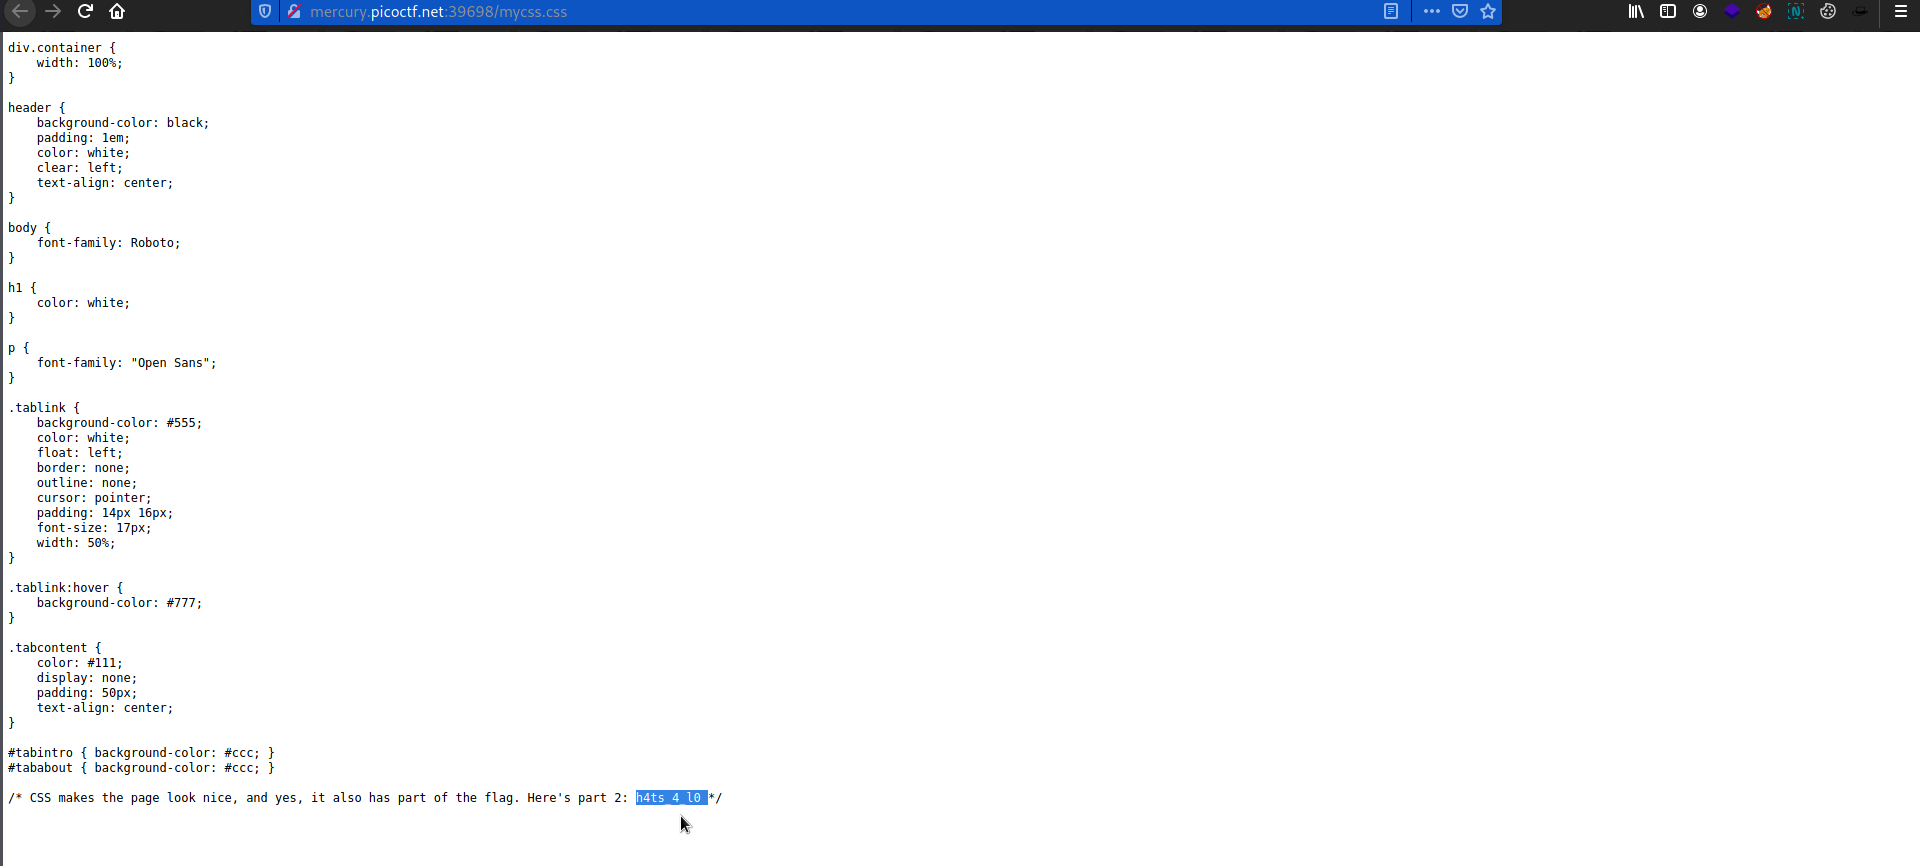 mercury.picoctf.net:39698/mycss.css
div.container {
    width: 100%;
}
header {
    background-color: black;
    padding: 1em;
    color: white;
    clear: left;
    text-align: center;
}
body {
    font-family: Roboto;
}
h1 {
    color: white;
}
p {
    font-family: "Open Sans";
}
.tablink {
    background-color: #555;
    color: white;
    float: left;
    border: none;
    outline: none;
    cursor: pointer;
    padding: 14px 16px;
    font-size: 17px;
    width: 50%;
}
.tablink:hover {
    background-color: #777;
}
.tabcontent {
    color: #111;
    display: none;
    padding: 50px;
    text-align: center;
}
#tabintro { background-color: #ccc; }
#tababout { background-color: #ccc; }
/* CSS makes the page look nice, and yes, it also has part of the flag. Here's part 2: h4ts_4_l0 */